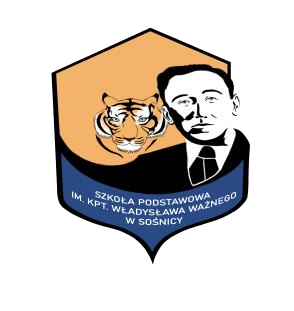 SZKOŁA PODSTAWOWA
IM. KPT. WŁADYSŁAWA WAŻNEGO
W SOŚNICY